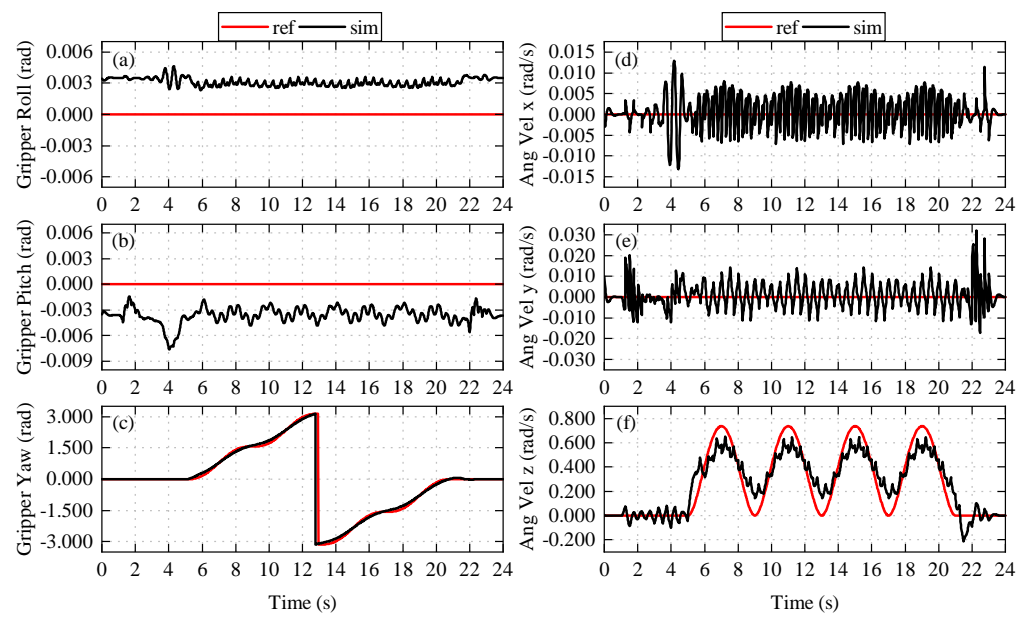 ref sim
(a)
Gripper Roll (rad)
0.006
0.003
0.000
-0.003
-0.006
0 2 4 6 8 10 12 14 16 18 20 22 24
(b)
Gripper Pitch (rad)
0.006
0.003
0.000
-0.003
-0.006
-0.009
0 2 4 6 8 10 12 14 16 18 20 22 24
(c)
Gripper Yaw (rad)
3.000
1.500
0.000
-1.500
-3.000
0 2 4 6 8 10 12 14 16 18 20 22 24
Time (s)
ref sim
(d)
Ang Vel x (rad/s)
0.015
0.010
0.005
0.000
-0.005
-0.010
-0.015
0 2 4 6 8 10 12 14 16 18 20 22 24
(e)
Ang Vel y (rad/s)
0.030
0.020
0.010
0.000
-0.010
-0.020
-0.030
0 2 4 6 8 10 12 14 16 18 20 22 24
(f)
Ang Vel z (rad/s)
0.800
0.600
0.400
0.200
0.000
-0.200
0 2 4 6 8 10 12 14 16 18 20 22 24
Time (s)